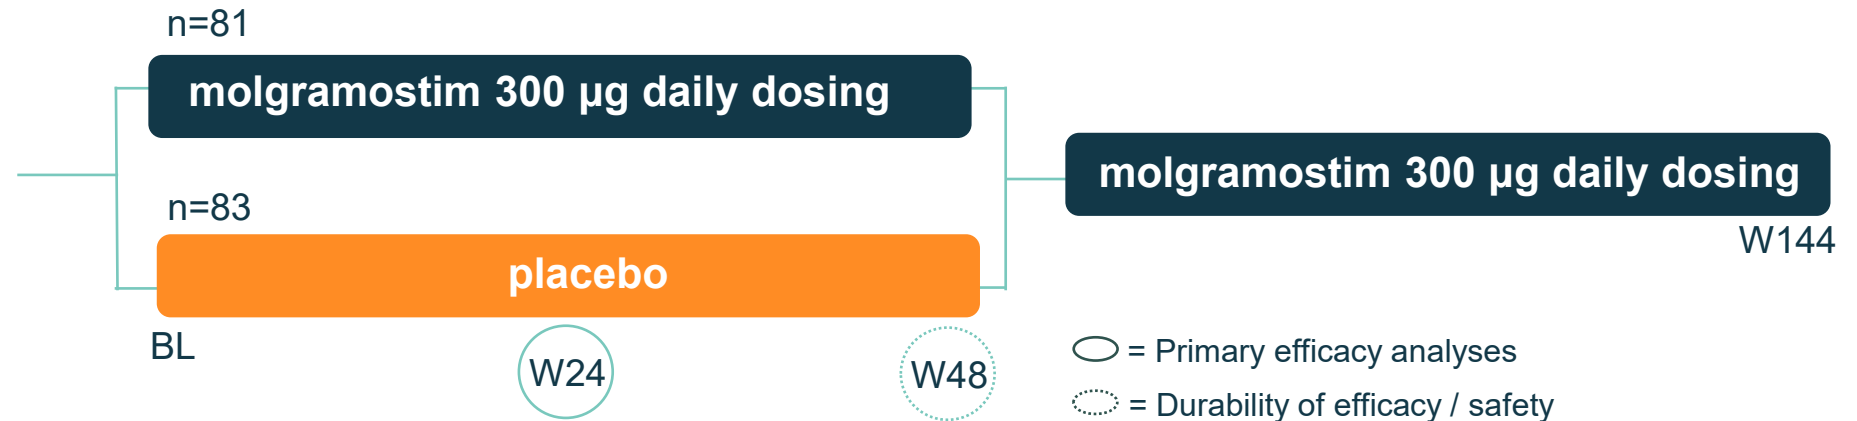 n=81
molgramostim 300 µg daily dosing
n=83
placebo
molgramostim 300 µg daily dosing
W144
BL
W24
W48
= Primary efficacy analyses
= Durability of efficacy / safety